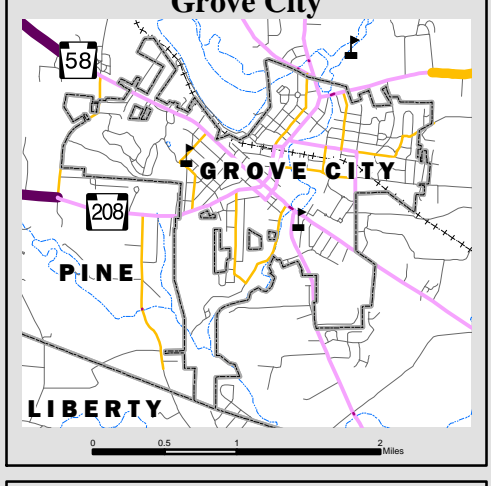 Grove City
58
GROVE CITY
208
PINE
LIBERTY
0 0.5 1 2
Miles